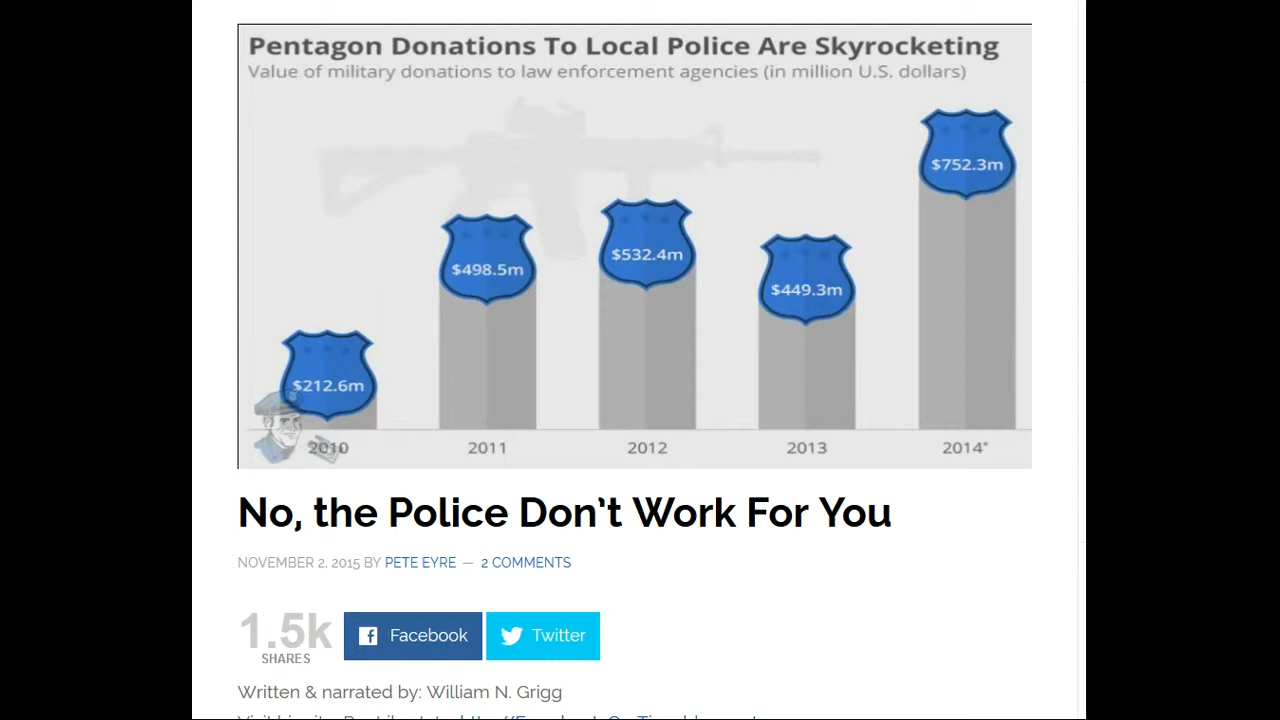 Pentagon Donations To Local Police Are Skyrocketing
Value of military donations to law enforcement agencies (in million U.S. dollars)
$752.3m
$532.4m
$498.5m
$449.3m
$212.6m
2010 2011 2012 2013 2014*
No, the Police Don't Work For You
NOVEMBER 2, 2015 BY PETE EYRE — 2 COMMENTS
1.5k
SHARES
Facebook Twitter
Written & narrated by: William N. Grigg